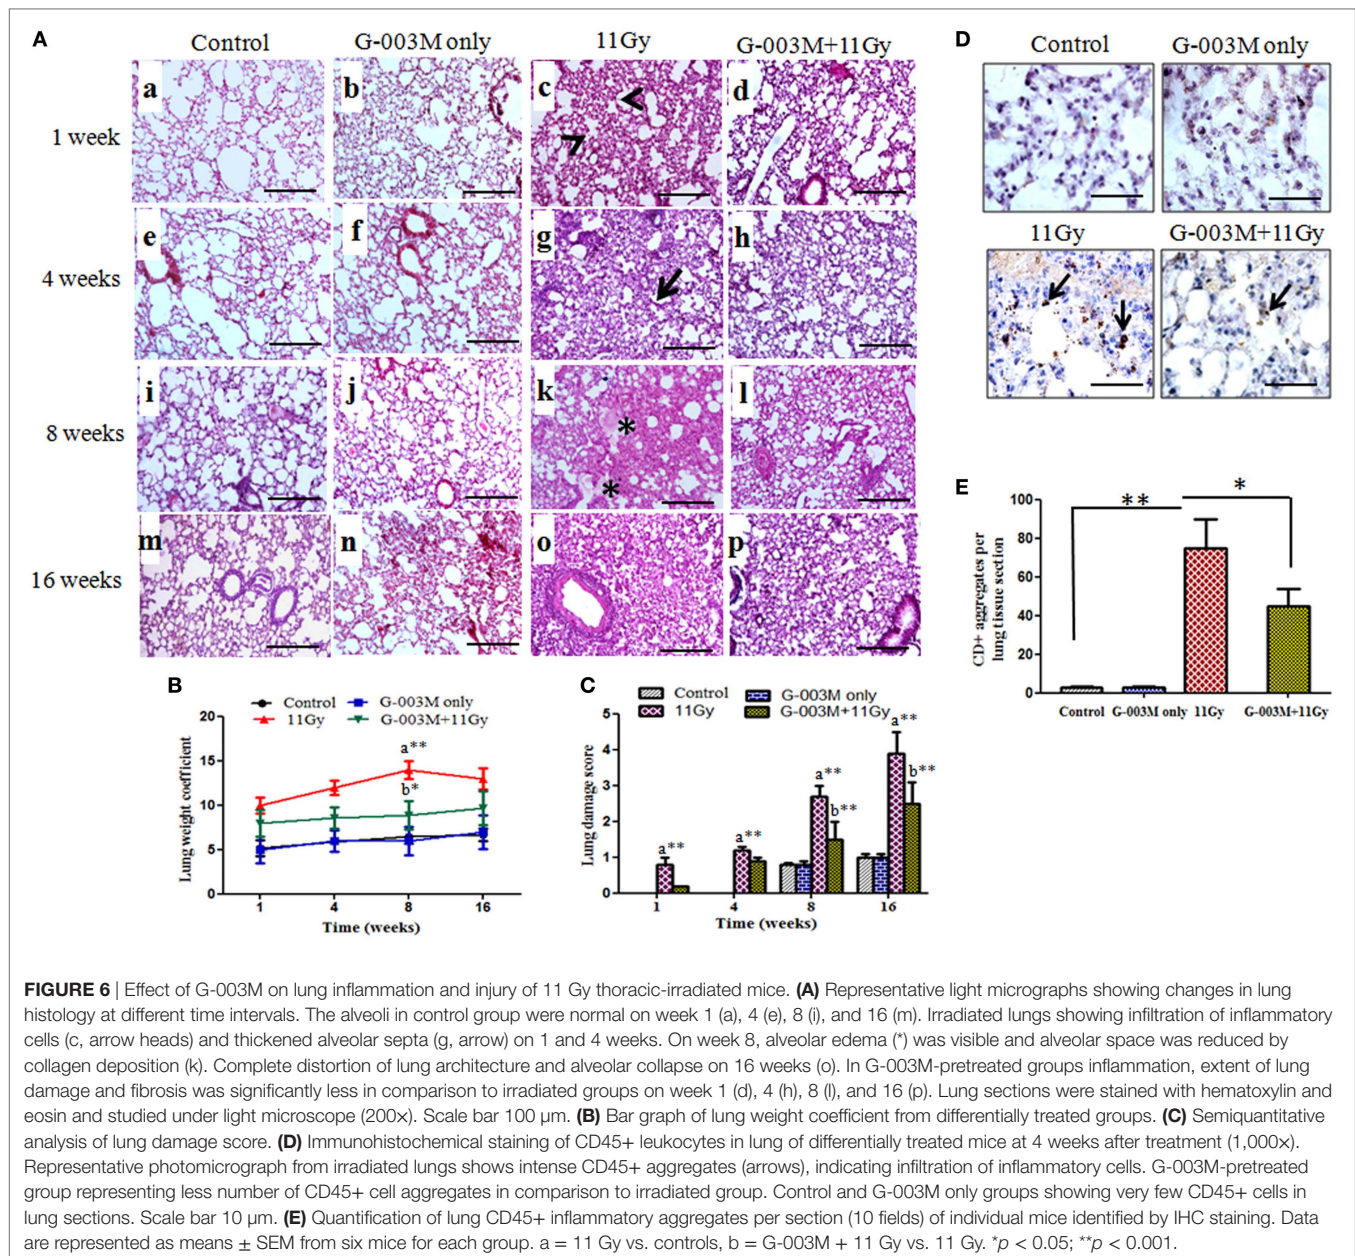 A
Control
G-003M only
11Gy
G-003M+11Gy
1 week
a
b
c
d
4 weeks
e
f
g
h
8 weeks
i
j
k
*
*
l
16 weeks
m
n
o
p
D
Control
G-003M only
11Gy
G-003M+11Gy
E
CD+ aggregates per
lung tissue section
100
80
60
40
20
0
**
*
Control
G-003M only
11Gy
G-003M+11Gy
B
Control
G-003M only
11Gy
G-003M+11Gy
Lung weight coefficient
20
15
10
5
0
a**
b*
1
4
8
16
Time (weeks)
C
Control
G-003M only
11Gy
G-003M+11Gy
Lung damage score
5
4
3
2
1
0
a**
a**
a**
b**
a**
b**
1
4
8
16
Time (weeks)
FIGURE 6 | Effect of G-003M on lung inflammation and injury of 11 Gy thoracic-irradiated mice. (A) Representative light micrographs showing changes in lung
histology at different time intervals. The alveoli in control group were normal on week 1 (a), 4 (e), 8 (i), and 16 (m). Irradiated lungs showing infiltration of inflammatory
cells (c, arrow heads) and thickened alveolar septa (g, arrow) on 1 and 4 weeks. On week 8, alveolar edema (*) was visible and alveolar space was reduced by
collagen deposition (k). Complete distortion of lung architecture and alveolar collapse on 16 weeks (o). In G-003M-pretreated groups inflammation, extent of lung
damage and fibrosis was significantly less in comparison to irradiated groups on week 1 (d), 4 (h), 8 (l), and 16 (p). Lung sections were stained with hematoxylin and
eosin and studied under light microscope (200×). Scale bar 100 µm. (B) Bar graph of lung weight coefficient from differentially treated groups. (C) Semiquantitative
analysis of lung damage score. (D) Immunohistochemical staining of CD45+ leukocytes in lung of differentially treated mice at 4 weeks after treatment (1,000×).
Representative photomicrograph from irradiated lungs shows intense CD45+ aggregates (arrows), indicating infiltration of inflammatory cells. G-003M-pretreated
group representing less number of CD45+ cell aggregates in comparison to irradiated group. Control and G-003M only groups showing very few CD45+ cells in
lung sections. Scale bar 10 µm. (E) Quantification of lung CD45+ inflammatory aggregates per section (10 fields) of individual mice identified by IHC staining. Data
are represented as means ± SEM from six mice for each group. a = 11 Gy vs. controls, b = G-003M + 11 Gy vs. 11 Gy. *p < 0.05; **p < 0.001.